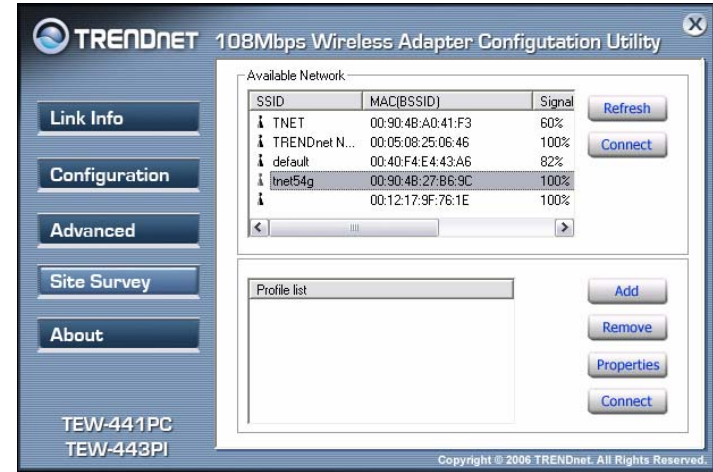 TRENDNET 108Mbps Wireless Adapter Configutation Utility
Link Info
Configuration
Advanced
Site Survey
About
TEW-441PC
TEW-443PI
Available Network
SSID MAC(BSSID) Signal
TNET 00:90:4B:A0:41:F3 60%
TRENDnet N... 00:05:08:25:06:46 100%
default 00:40:F4:E4:43:A6 82%
tnet54g 00:90:4B:27:B6:9C 100%
00:12:17:9F:76:1E 100%
Refresh
Connect
Profile list
Add
Remove
Properties
Connect
Copyright © 2006 TRENDnet. All Rights Reserved.